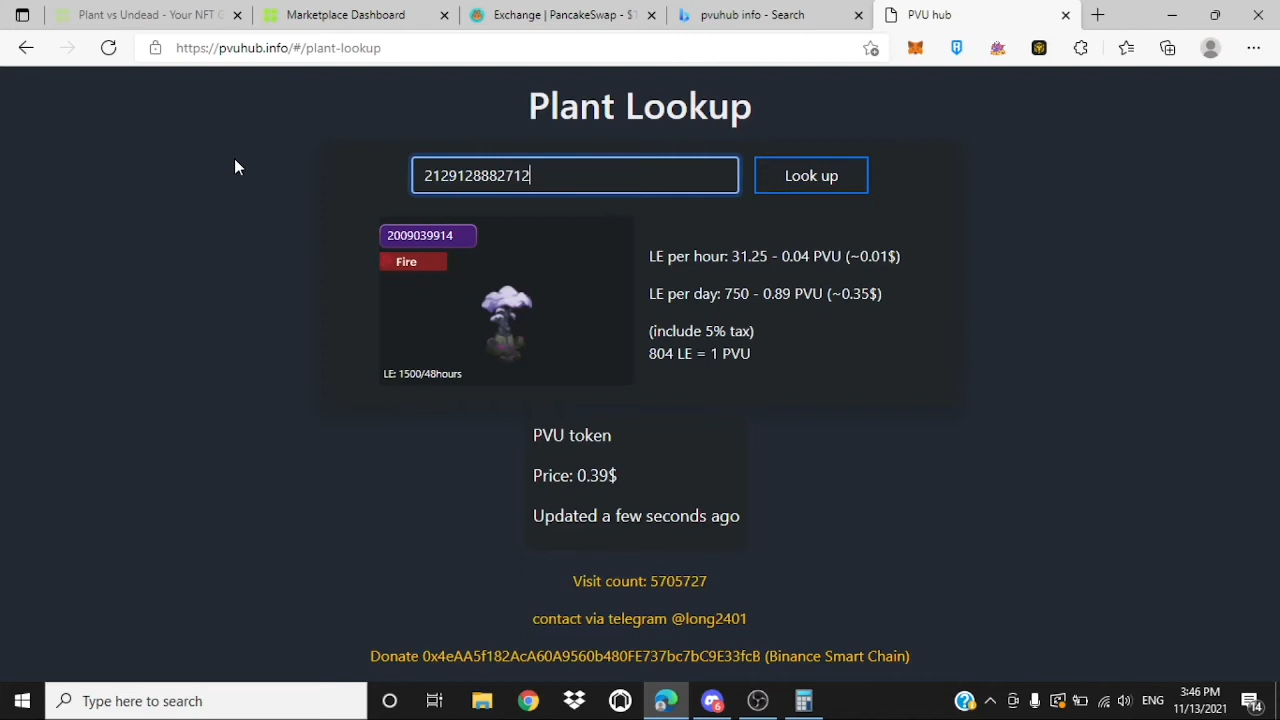 Plant vs Undead - Your NFT G
Marketplace Dashboard
Exchange | PancakeSwap - $1
pvuhub info - Search
PVU hub
https://pvuhub.info/#/plant-lookup
Plant Lookup
2129128882712
Look up
2009039914
Fire
LE: 1500/48hours
LE per hour: 31.25 - 0.04 PVU (~0.01$)
LE per day: 750 - 0.89 PVU (~0.35$)
(include 5% tax)
804 LE = 1 PVU
PVU token
Price: 0.39$
Updated a few seconds ago
Visit count: 5705727
contact via telegram @long2401
Donate 0x4eAA5f182AcA60A9560b480FE737bc7bC9E33fcB (Binance Smart Chain)
Type here to search
6
ENG
3:46 PM
11/13/2021
14